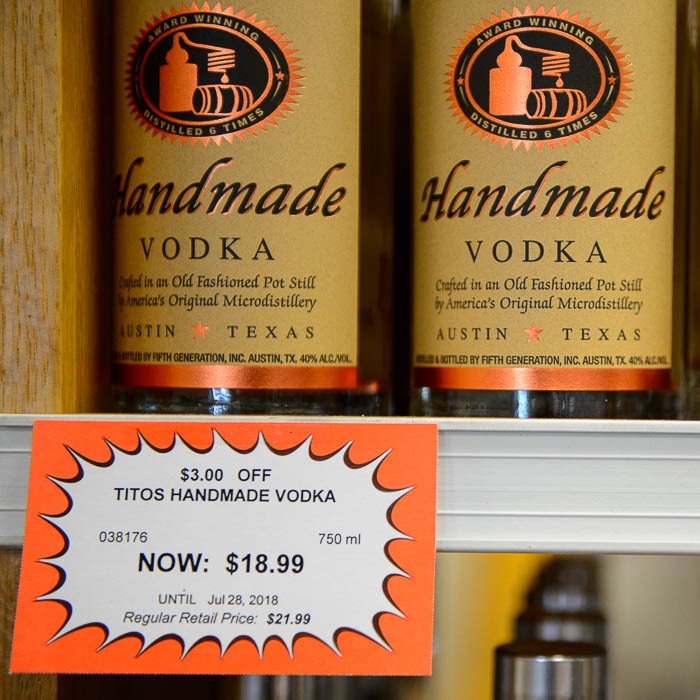 AWARD WINNING
DISTILLED 6 TIMES
Handmade
VODKA
Crafted in an Old Fashioned Pot Still
by America's Original Microdistillery
AUSTIN TEXAS
& BOTTLED BY FIFTH GENERATION, INC. AUSTIN, TX. 40% ALC./VOL.
AWARD WINNING
DISTILLED 6 TIMES
Handmade
VODKA
Crafted in an Old Fashioned Pot Still
by America's Original Microdistillery
AUSTIN TEXAS
& BOTTLED BY FIFTH GENERATION, INC. AUSTIN, TX. 40% ALC./VOL.
$3.00 OFF
TITOS HANDMADE VODKA
038176 750 ml
NOW: $18.99
UNTIL Jul 28, 2018
Regular Retail Price: $21.99